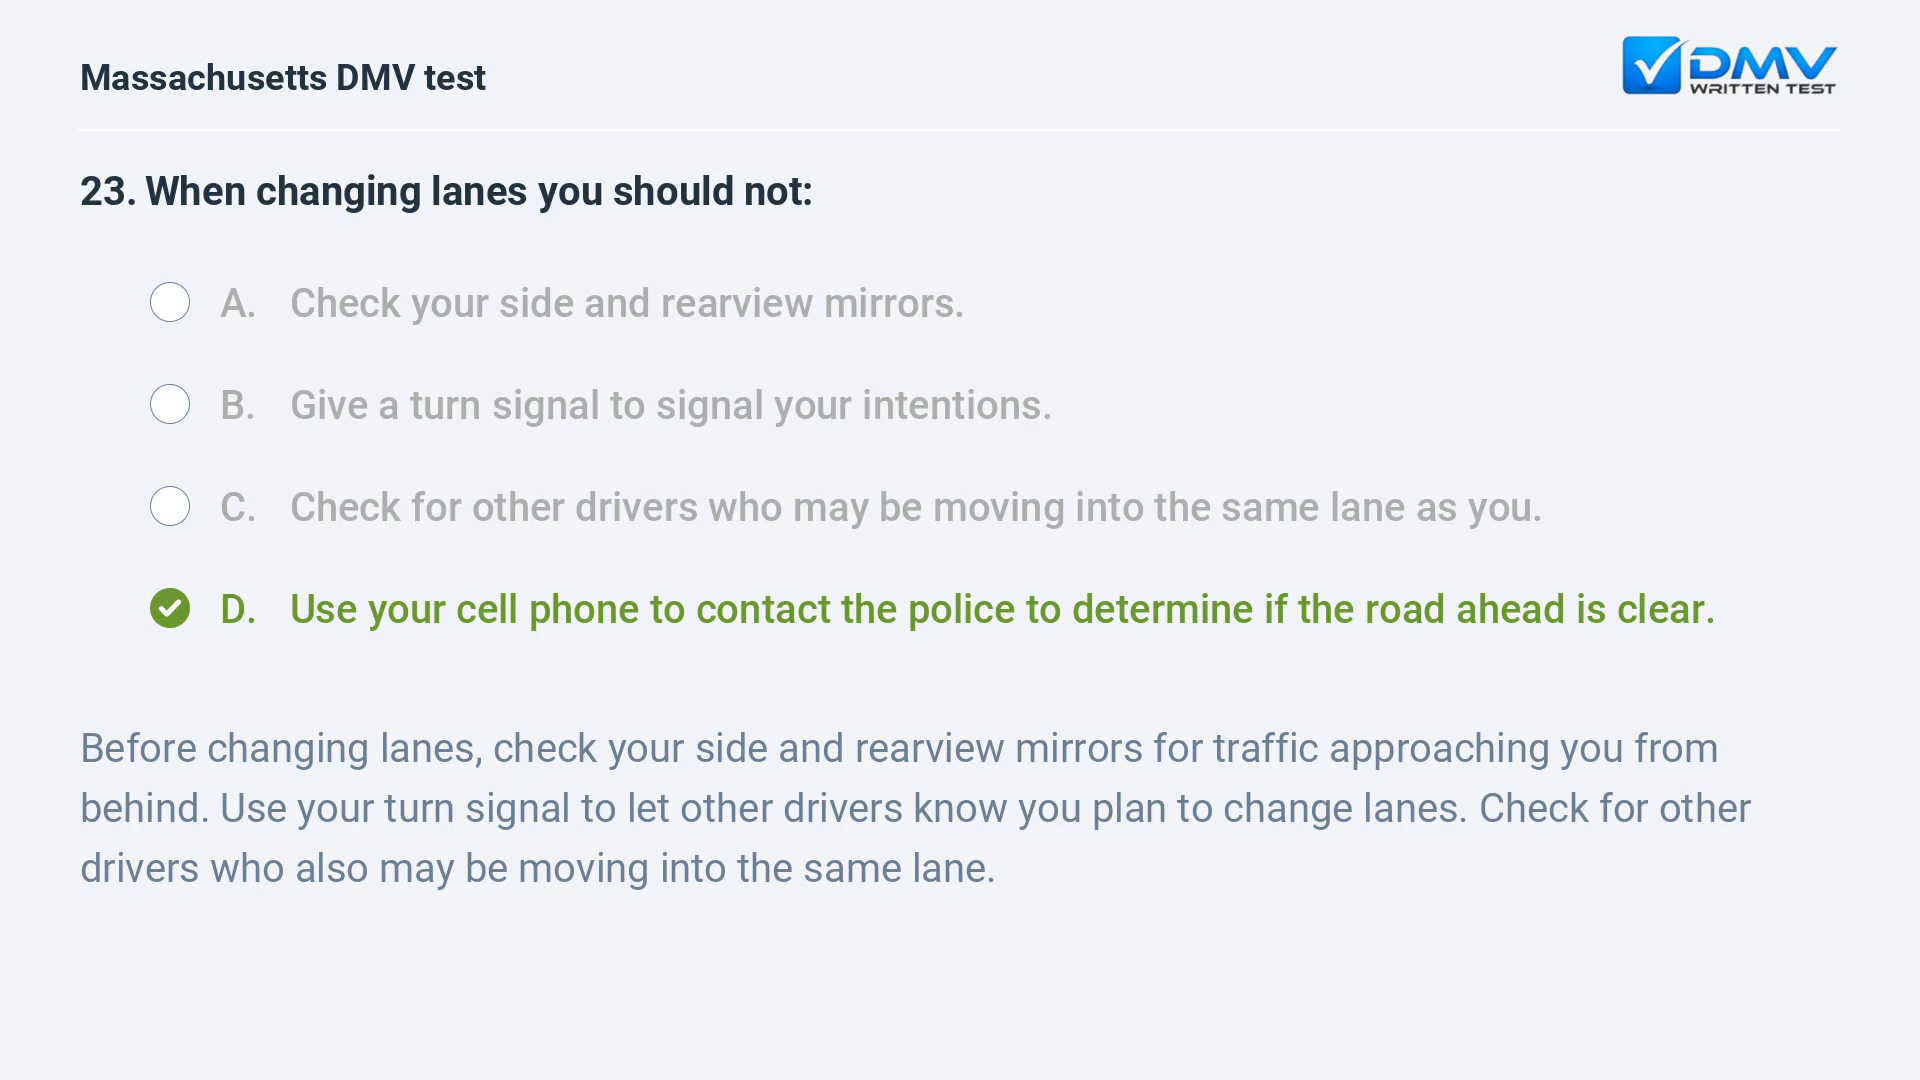 Massachusetts DMV test
DMV
WRITTEN TEST
23. When changing lanes you should not:
A. Check your side and rearview mirrors.
B. Give a turn signal to signal your intentions.
C. Check for other drivers who may be moving into the same lane as you.
D. Use your cell phone to contact the police to determine if the road ahead is clear.
Before changing lanes, check your side and rearview mirrors for traffic approaching you from
behind. Use your turn signal to let other drivers know you plan to change lanes. Check for other
drivers who also may be moving into the same lane.